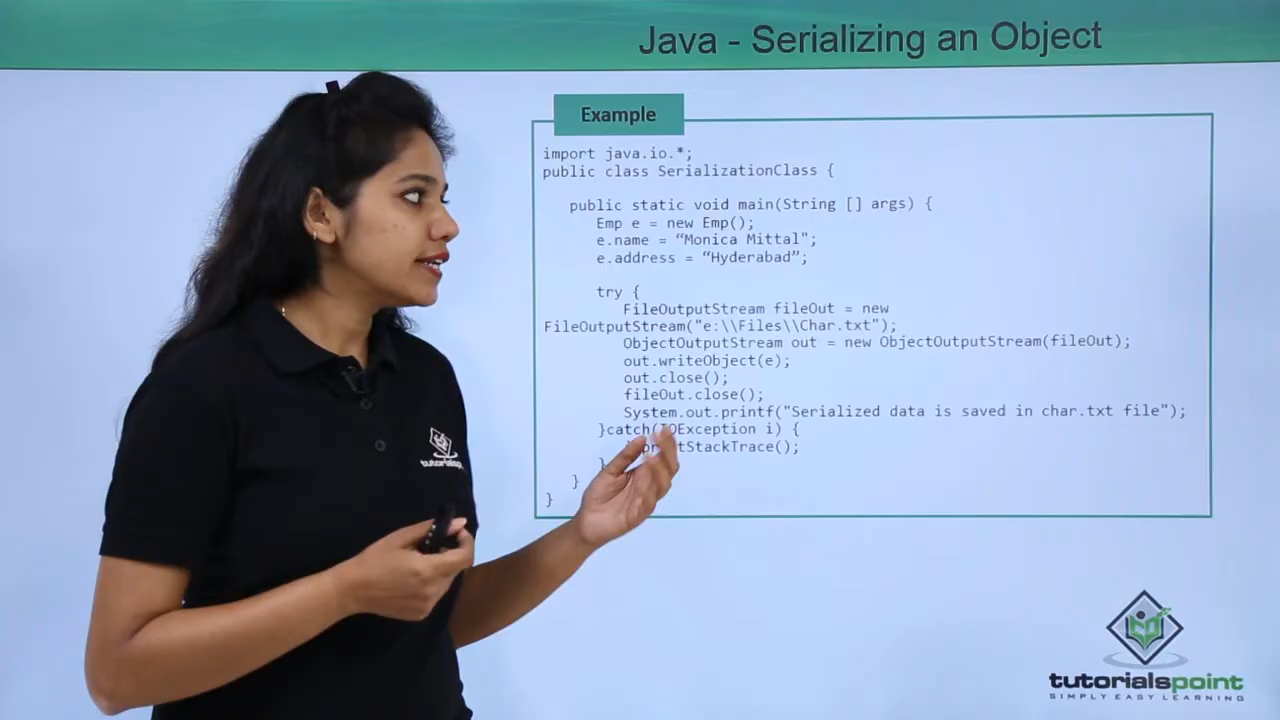 Java - Serializing an Object
Example
import java.io.*;
public class SerializationClass {
public static void main(String [] args) {
Emp e = new Emp();
e.name = “Monica Mittal";
e.address = “Hyderabad”;
try {
FileOutputStream fileOut = new
FileOutputStream("e:\\Files\\Char.txt");
ObjectOutputStream out = new ObjectOutputStream(fileOut);
out.writeObject(e);
out.close();
fileOut.close();
System.out.printf("Serialized data is saved in char.txt file");
}catch(IOException i) {
StackTrace();
}
}
}
tutorialspoint
tutorialspoint
SIMPLY EASY LEARNING